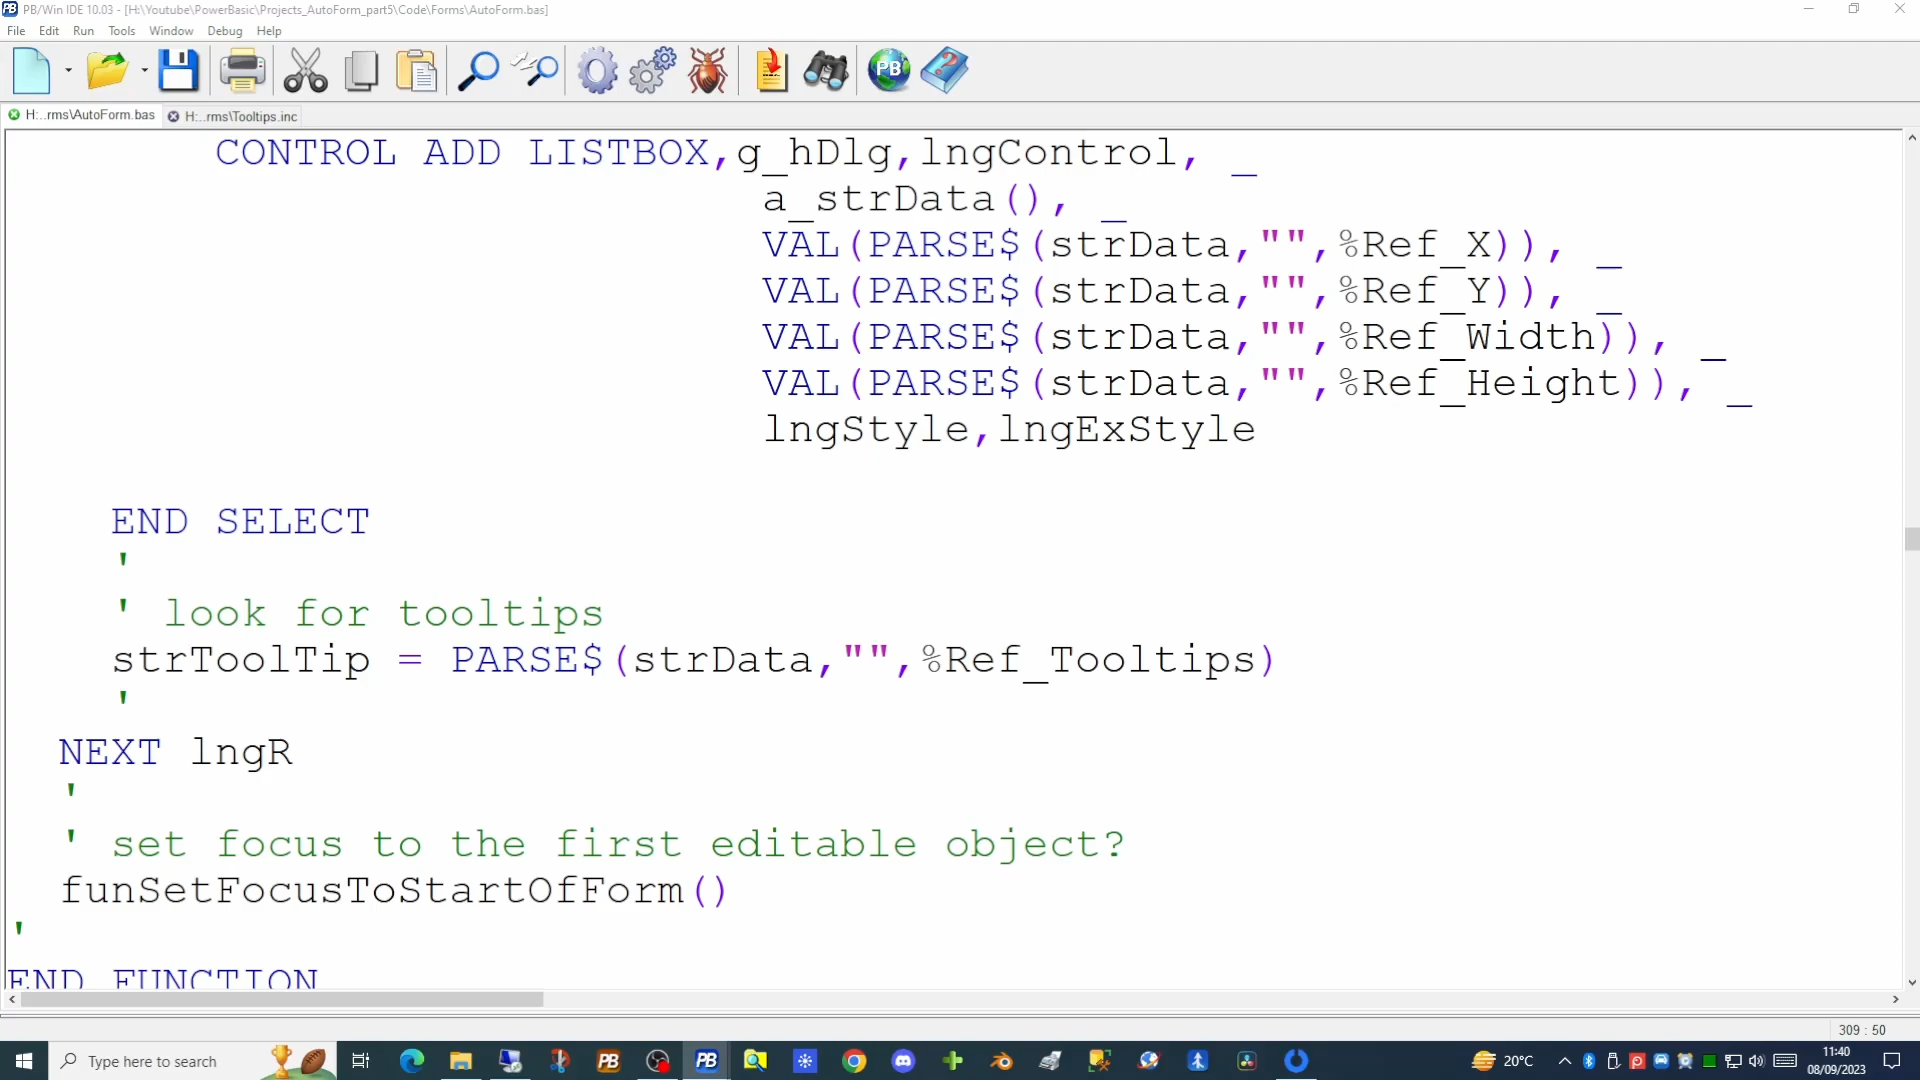 PB/Win IDE 10.03 - [H:\Youtube\PowerBasic\Projects_AutoForm_part5\Code\Forms\AutoForm.bas]
File Edit Run Tools Window Debug Help
PB
H:..rms\AutoForm.bas H:..rms\Tooltips.inc
CONTROL ADD LISTBOX,g_hDlg,lngControl, _
a_strData(), _
VAL(PARSE$(strData,"",%Ref_X)), _
VAL(PARSE$(strData,"",%Ref_Y)), _
VAL(PARSE$(strData,"",%Ref_Width)), _
VAL(PARSE$(strData,"",%Ref_Height)),_
lngStyle,lngExStyle
END SELECT
'
' look for tooltips
strToolTip = PARSE$(strData,"",%Ref_Tooltips)
'
NEXT lngR
'
' set focus to the first editable object?
funSetFocusToStartOfForm()
'
END FUNCTION
309 : 50
Type here to search
PB PB
20°C
11:40
08/09/2023